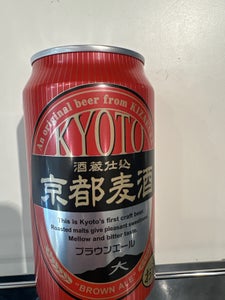 An original beer from KIZA
KYOTO
酒蔵仕込
京都麦酒
This is Kyoto's first craft beer.
Roasted malts give pleasant sweetness.
Mellow and bitter taste.
ブラウンエール
大
BROWN ALE